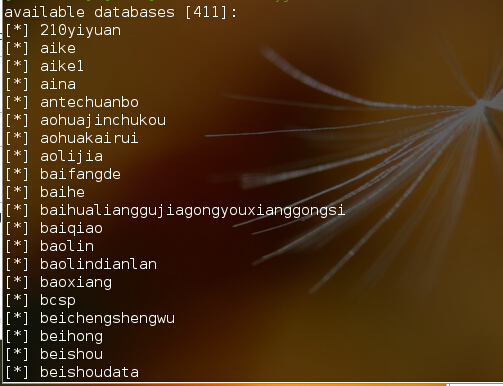 available databases [411]:
[*] 210yiyuan
[*] aike
[*] aike1
[*] aina
[*] antechuanbo
[*] aohuajinchukou
[*] aohuakairui
[*] aolijia
[*] baifangde
[*] baihe
[*] baihualianggujiagongyouxianggongsi
[*] baiqiao
[*] baolin
[*] baolindianlan
[*] baoxiang
[*] bcsp
[*] beichengshengwu
[*] beihong
[*] beishou
[*] beishoudata